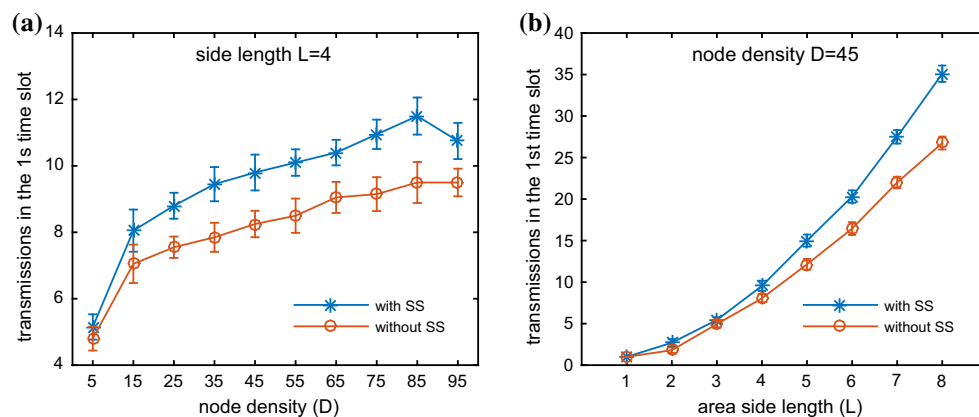 (a)
side length L=4
transmissions in the 1s time slot
14
12
10
8
6
4
with SS
without SS
5 15 25 35 45 55 65 75 85 95
node density (D)
(b)
node density D=45
transmissions in the 1st time slot
40
35
30
25
20
15
10
5
0
with SS
without SS
1 2 3 4 5 6 7 8
area side length (L)